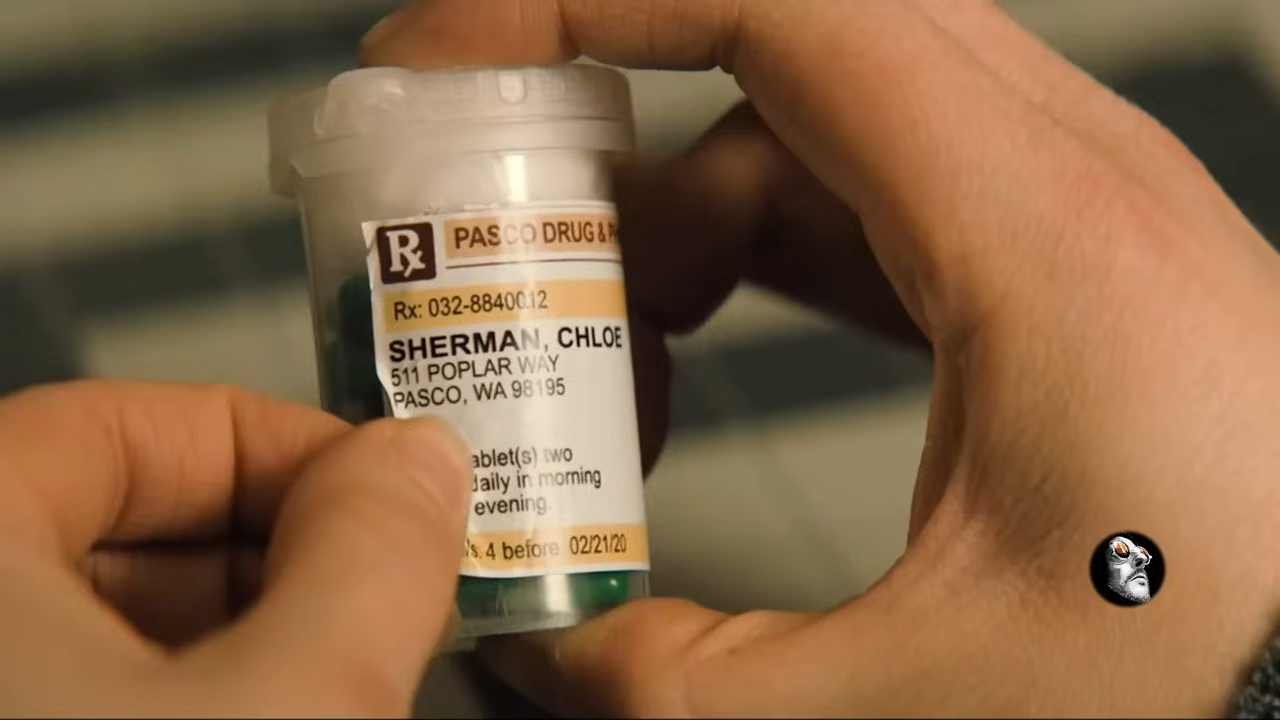 Rx PASCO DRUG &
Rx: 032-8840012
SHERMAN, CHLOE
511 POPLAR WAY
PASCO, WA 98195
ablet(s) two
daily in morning
evening.
's: 4 before 02/21/20